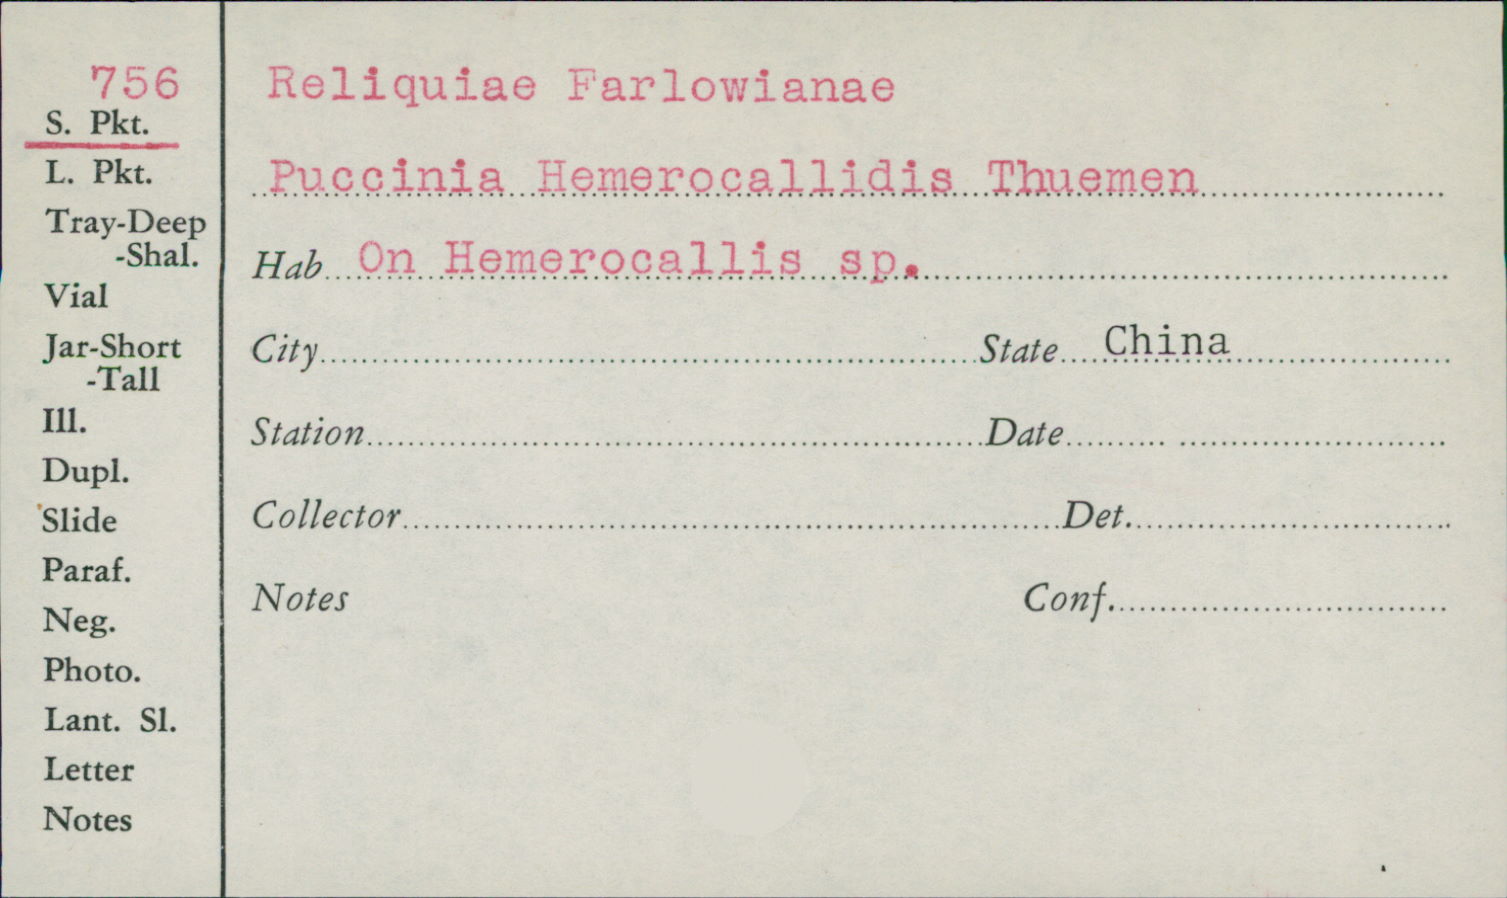 756
S. Pkt.
L. Pkt.
Tray-Deep
-Shal.
Vial
Jar-Short
-Tall
Ill.
Dupl.
Slide
Paraf.
Neg.
Photo.
Lant. Sl.
Letter
Notes
Reliquiae Farlowianae
Puccinia Hemerocallidis Thuemen
Hab On Hemerocallis sp.
City State China
Station Date
Collector Det.
Notes Conf.